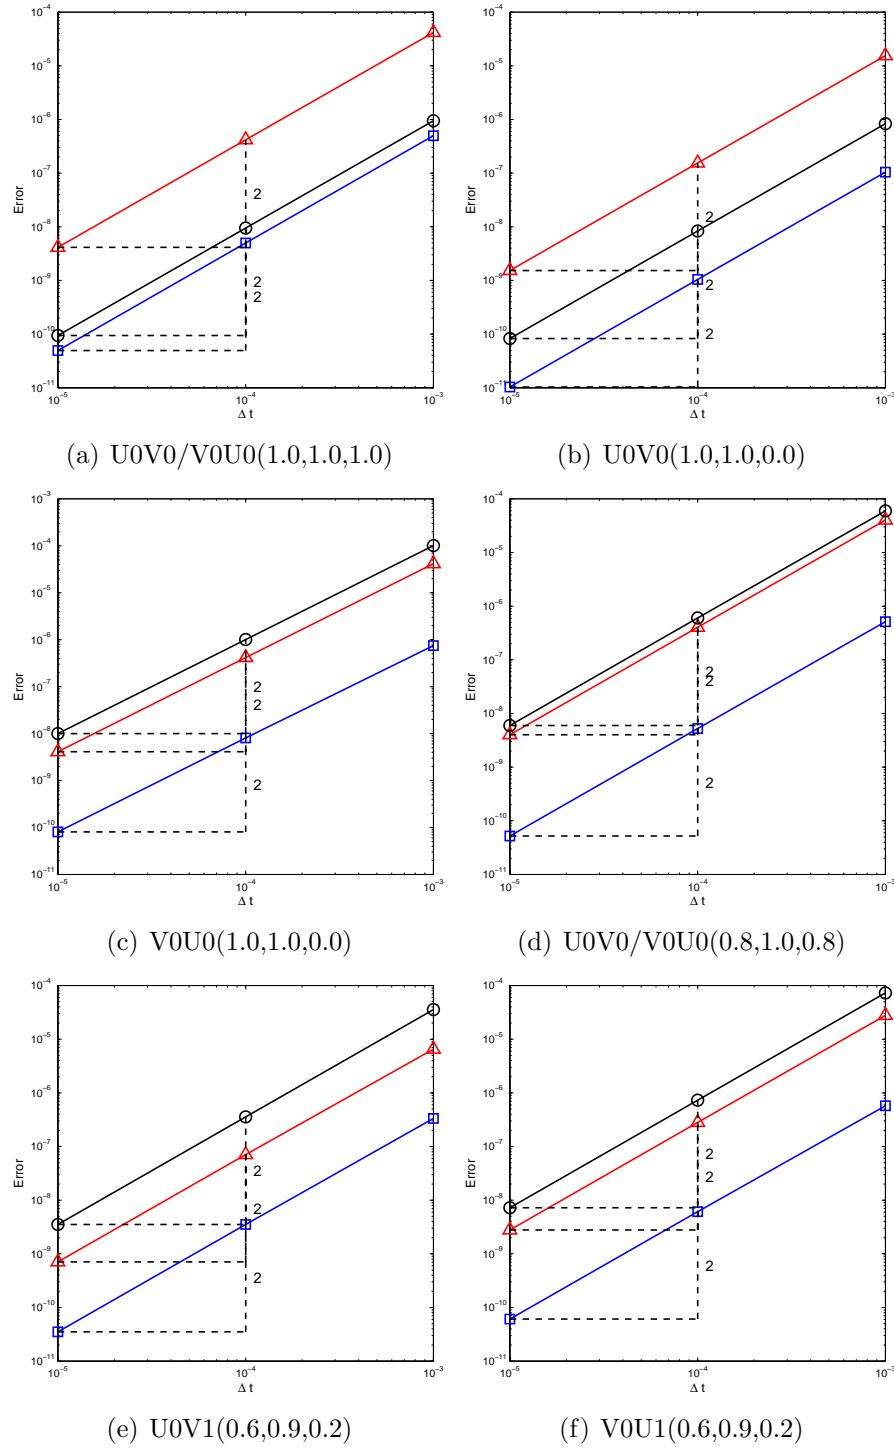 10⁻⁴
10⁻⁵
10⁻⁶
10⁻⁷
10⁻⁸
10⁻⁹
10⁻¹⁰
10⁻¹¹
Error
2
2
2
10⁻⁵ 10⁻⁴ 10⁻³
Δ t
(a) U0V0/V0U0(1.0,1.0,1.0)
10⁻⁴
10⁻⁵
10⁻⁶
10⁻⁷
10⁻⁸
10⁻⁹
10⁻¹⁰
10⁻¹¹
Error
2
2
2
10⁻⁵ 10⁻⁴ 10⁻³
Δ t
(b) U0V0(1.0,1.0,0.0)
10⁻³
10⁻⁴
10⁻⁵
10⁻⁶
10⁻⁷
10⁻⁸
10⁻⁹
10⁻¹⁰
10⁻¹¹
Error
2
2
2
10⁻⁵ 10⁻⁴ 10⁻³
Δ t
(c) V0U0(1.0,1.0,0.0)
10⁻⁴
10⁻⁵
10⁻⁶
10⁻⁷
10⁻⁸
10⁻⁹
10⁻¹⁰
10⁻¹¹
Error
2
2
2
10⁻⁵ 10⁻⁴ 10⁻³
Δ t
(d) U0V0/V0U0(0.8,1.0,0.8)
10⁻⁴
10⁻⁵
10⁻⁶
10⁻⁷
10⁻⁸
10⁻⁹
10⁻¹⁰
10⁻¹¹
Error
2
2
2
10⁻⁵ 10⁻⁴ 10⁻³
Δ t
(e) U0V1(0.6,0.9,0.2)
10⁻⁴
10⁻⁵
10⁻⁶
10⁻⁷
10⁻⁸
10⁻⁹
10⁻¹⁰
10⁻¹¹
Error
2
2
2
10⁻⁵ 10⁻⁴ 10⁻³
Δ t
(f) V0U1(0.6,0.9,0.2)